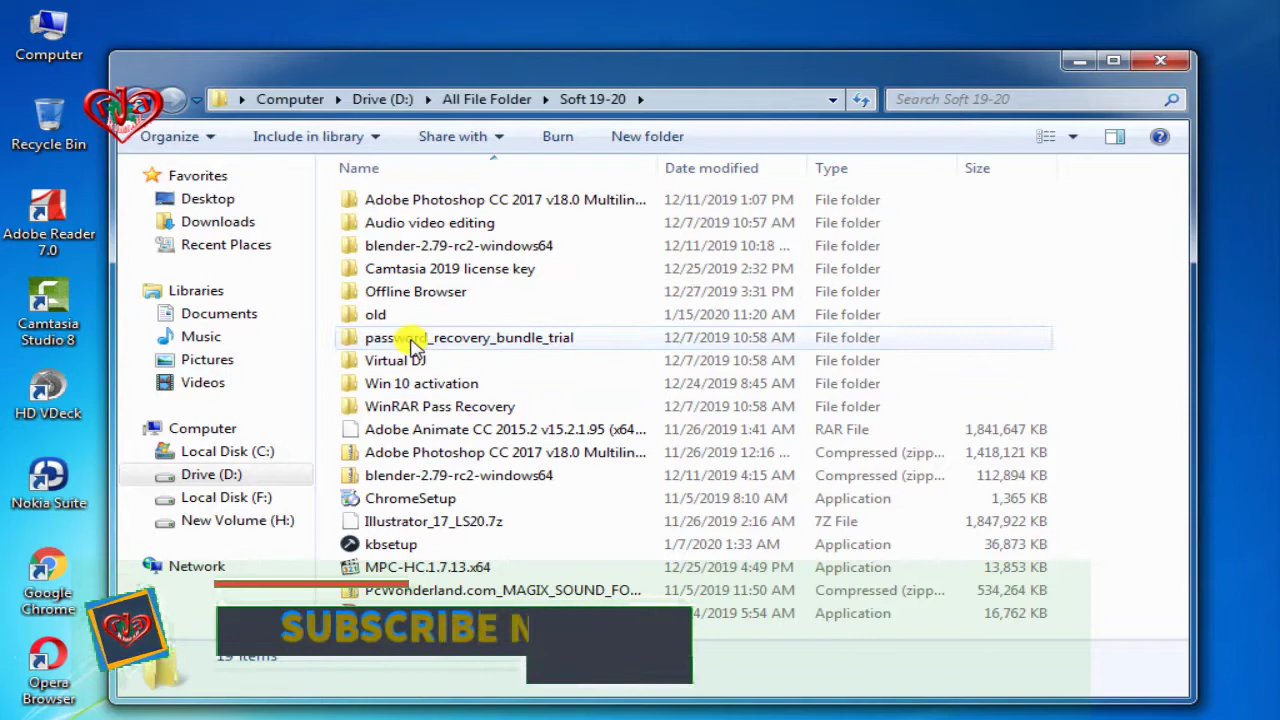 Computer
Recycle Bin
Adobe Reader
7.0
Camtasia
Studio 8
HD VDeck
Nokia Suite
Google
Chrome
Opera
Browser
Computer Drive (D:) All File Folder Soft 19-20
Search Soft 19-20
Organize Include in library Share with Burn New folder
Favorites
Desktop
Downloads
Recent Places
Libraries
Documents
Music
Pictures
Videos
Computer
Local Disk (C:)
Drive (D:)
Local Disk (F:)
New Volume (H:)
Network
Name Date modified Type Size
Adobe Photoshop CC 2017 v18.0 Multilin... 12/11/2019 1:07 PM File folder
Audio video editing 12/7/2019 10:57 AM File folder
blender-2.79-rc2-windows64 12/11/2019 10:18 ... File folder
Camtasia 2019 license key 12/25/2019 2:32 PM File folder
Offline Browser 12/27/2019 3:31 PM File folder
old 1/15/2020 11:20 AM File folder
password_recovery_bundle_trial 12/7/2019 10:58 AM File folder
Virtual DJ 12/7/2019 10:58 AM File folder
Win 10 activation 12/24/2019 8:45 AM File folder
WinRAR Pass Recovery 12/7/2019 10:58 AM File folder
Adobe Animate CC 2015.2 v15.2.1.95 (x64... 11/26/2019 1:41 AM RAR File 1,841,647 KB
Adobe Photoshop CC 2017 v18.0 Multilin... 11/26/2019 12:16 ... Compressed (zipp... 1,418,121 KB
blender-2.79-rc2-windows64 12/11/2019 4:15 AM Compressed (zipp... 112,894 KB
ChromeSetup 11/5/2019 8:10 AM Application 1,365 KB
Illustrator_17_LS20.7z 11/26/2019 2:16 AM 7Z File 1,847,922 KB
kbsetup 1/7/2020 1:33 AM Application 36,873 KB
MPC-HC.1.7.13.x64 12/25/2019 4:49 PM Application 13,853 KB
PcWonderland.com_MAGIX_SOUND_FO... 11/5/2019 11:50 AM Compressed (zipp... 534,264 KB
5:54 AM Application 16,762 KB
SUBSCRIBE N
19 items